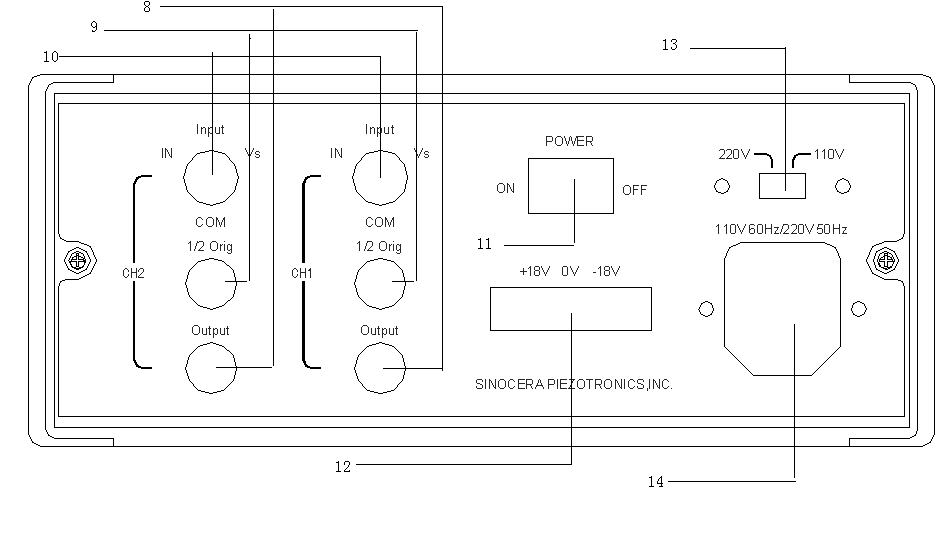 8
9
10
13
Input
Input
POWER
IN
Vs
IN
Vs
220V
110V
ON
OFF
COM
COM
110V 60Hz/220V 50Hz
1/2 Orig
1/2 Orig
11
CH2
CH1
+18V 0V -18V
Output
Output
SINOCERA PIEZOTRONICS,INC.
12
14